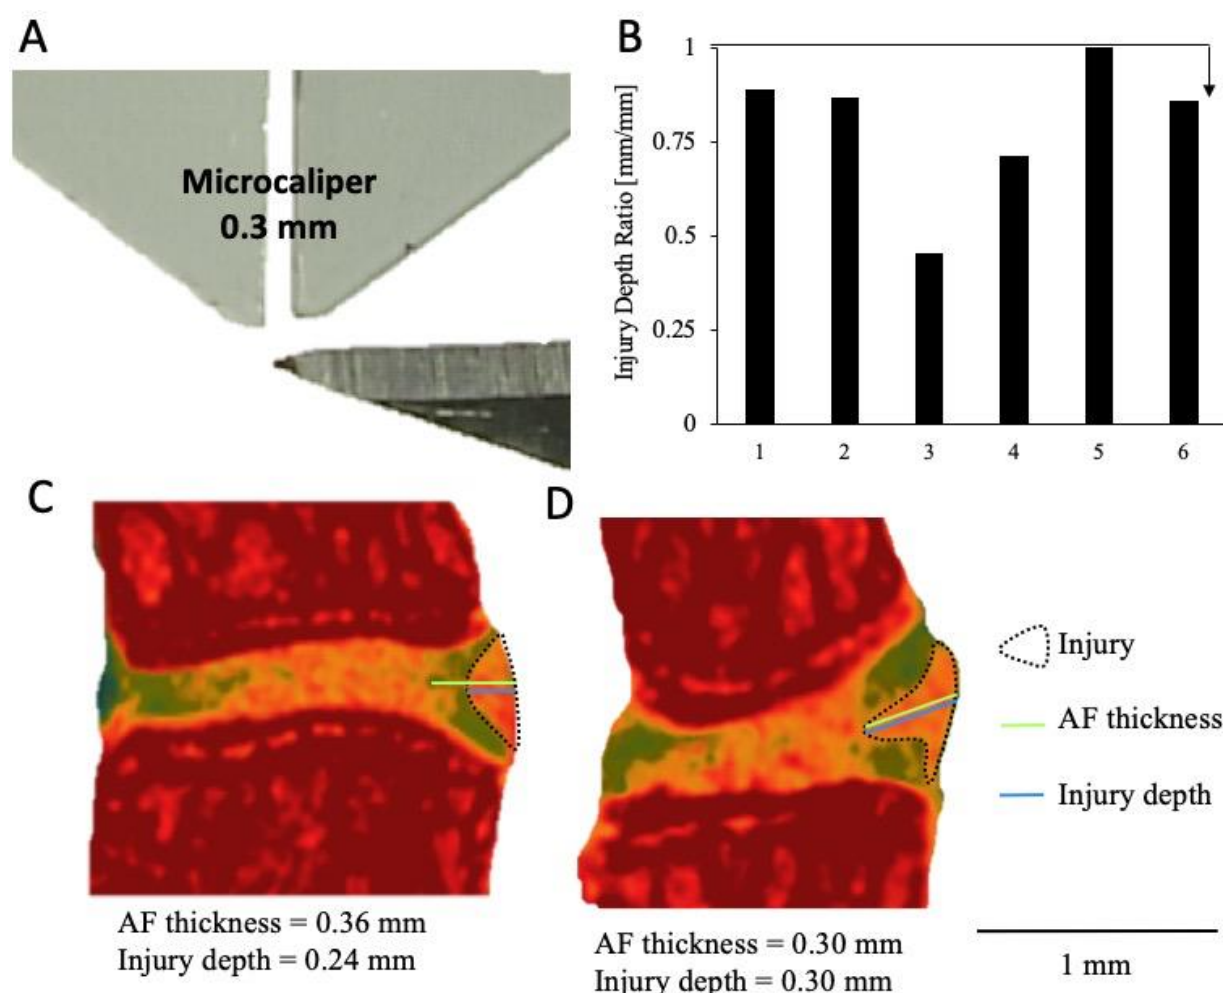 A
Microcaliper
0.3 mm
B
Injury Depth Ratio [mm/mm]
1
0.75
0.5
0.25
0
1 2 3 4 5 6
C
AF thickness = 0.36 mm
Injury depth = 0.24 mm
D
AF thickness = 0.30 mm
Injury depth = 0.30 mm
Injury
AF thickness
Injury depth
1 mm